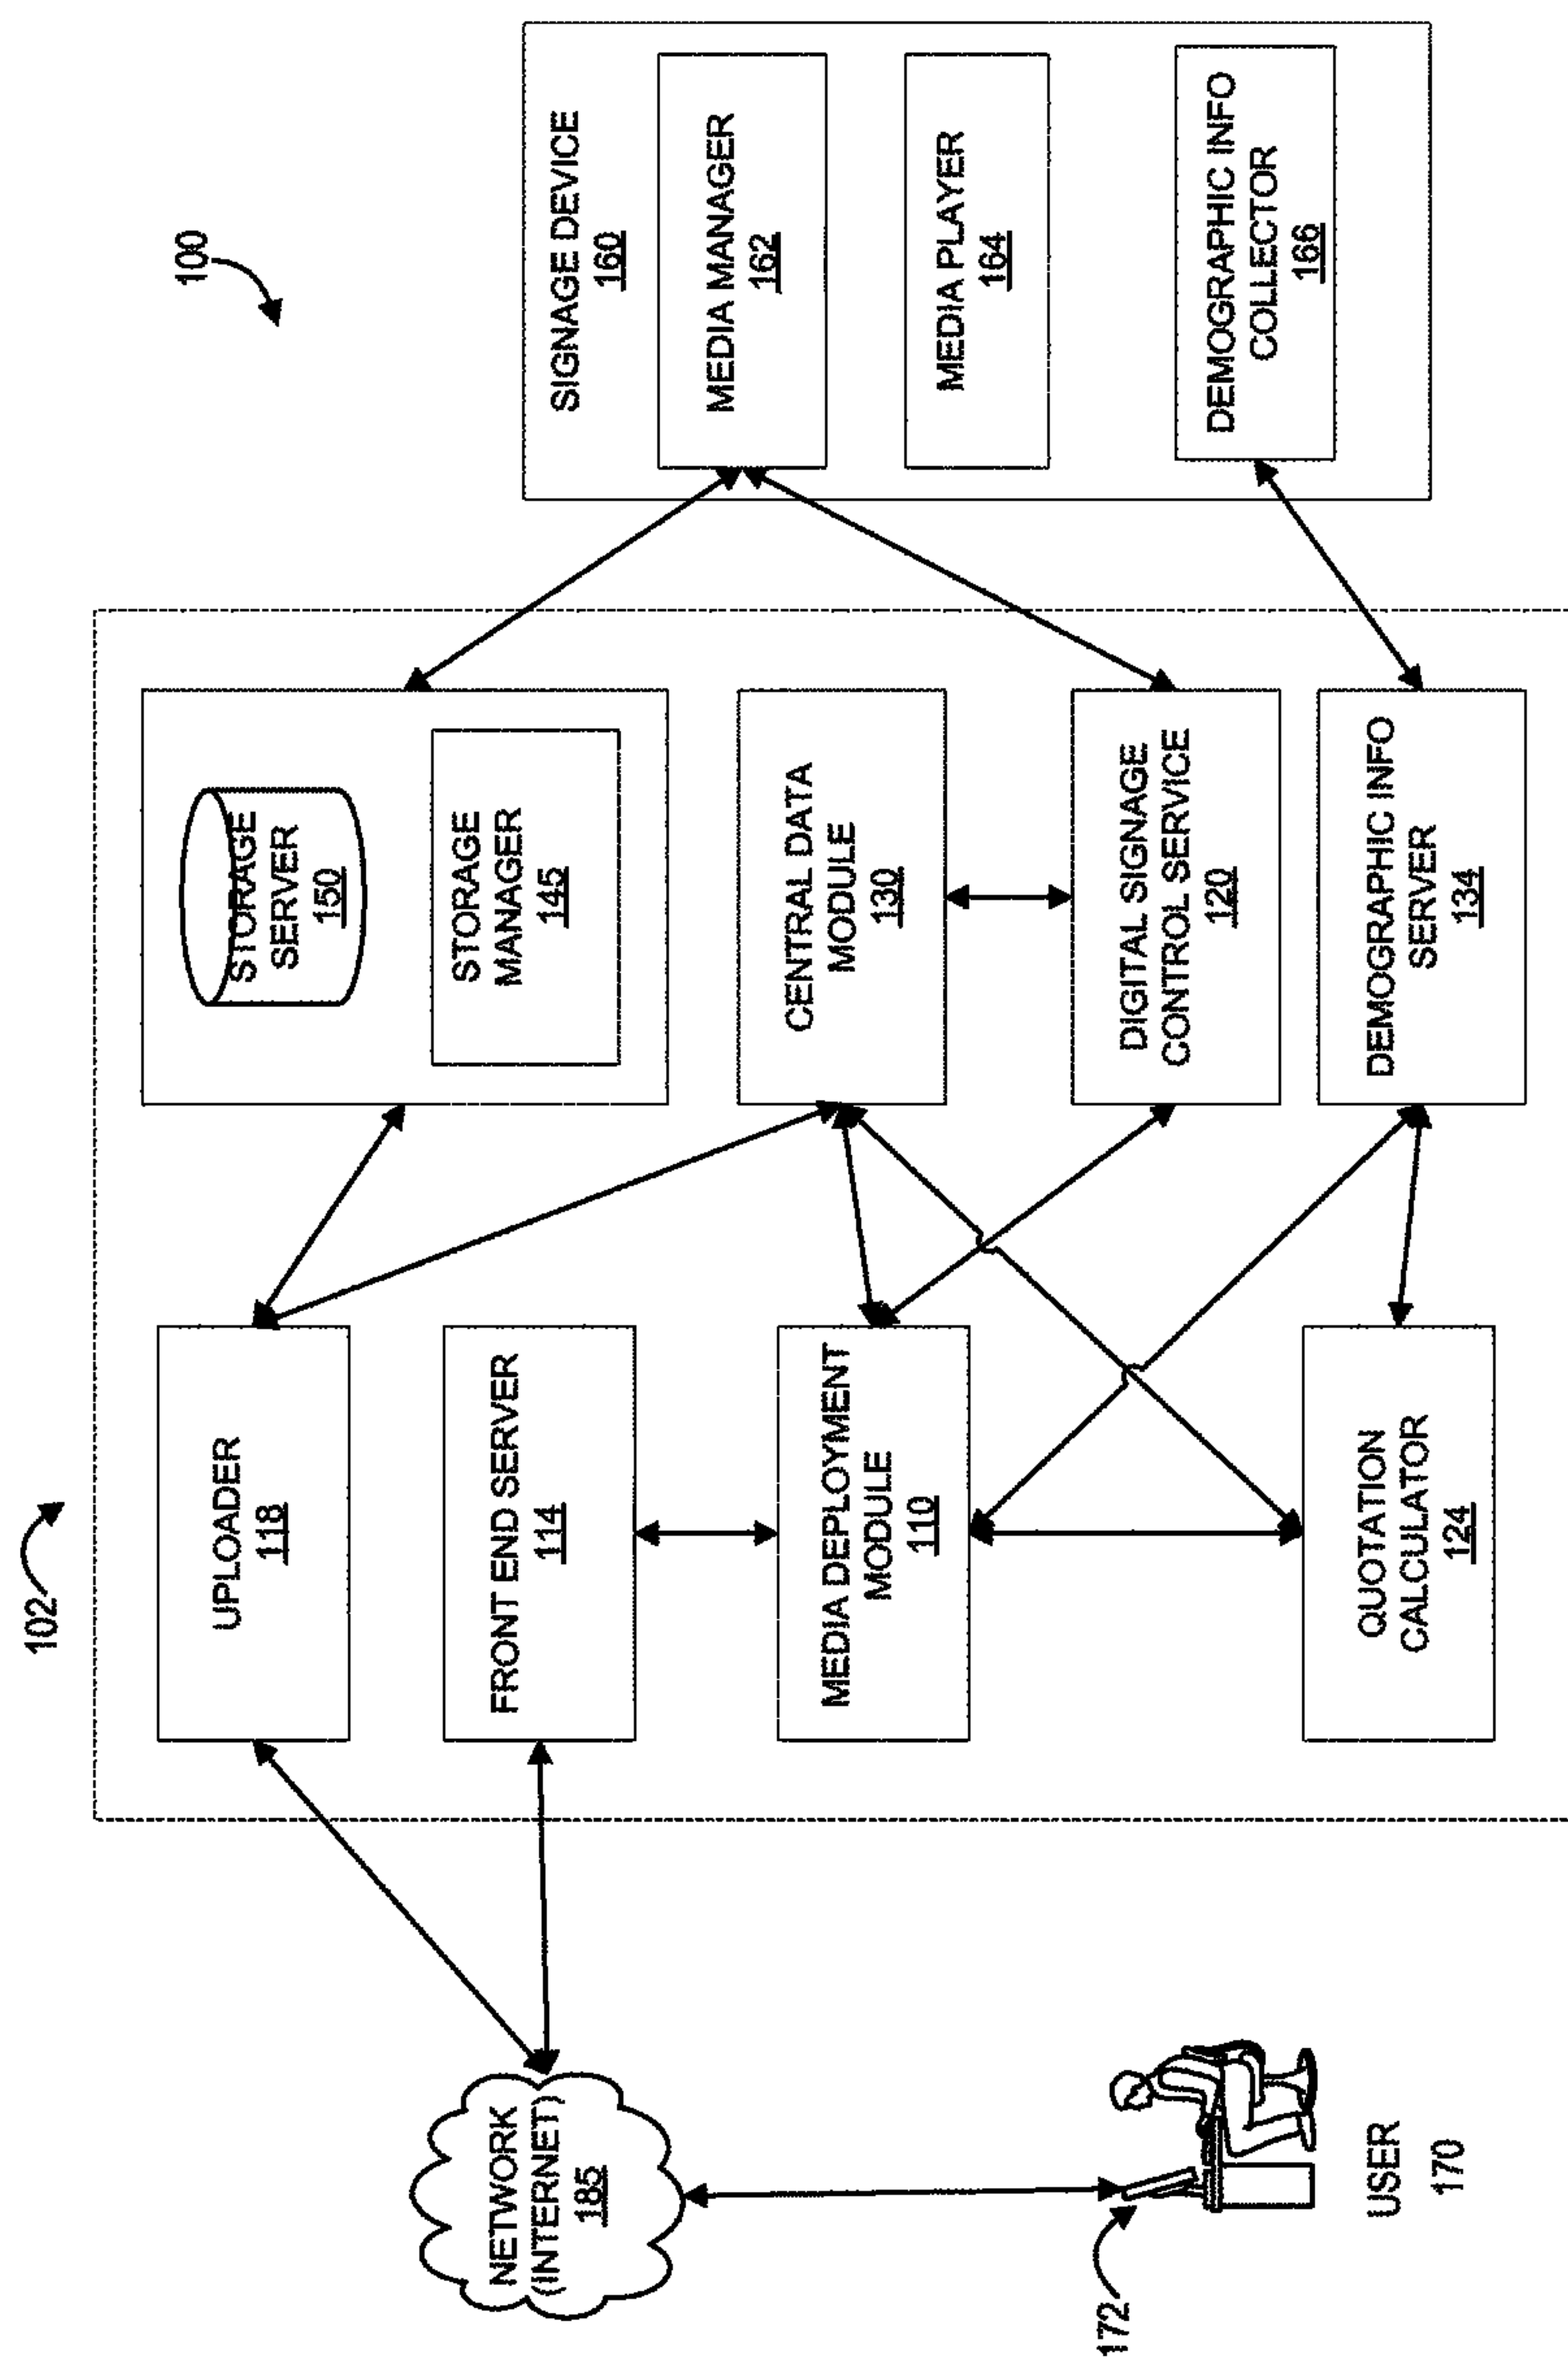 100
102
NETWORK
(INTERNET)
185
172
USER
170
UPLOADER
118
FRONT END SERVER
114
MEDIA DEPLOYMENT
MODULE
110
QUOTATION
CALCULATOR
124
STORAGE
SERVER
150
STORAGE
MANAGER
145
CENTRAL DATA
MODULE
130
DIGITAL SIGNAGE
CONTROL SERVICE
120
DEMOGRAPHIC INFO
SERVER
134
SIGNAGE DEVICE
160
MEDIA MANAGER
162
MEDIA PLAYER
164
DEMOGRAPHIC INFO
COLLECTOR
166